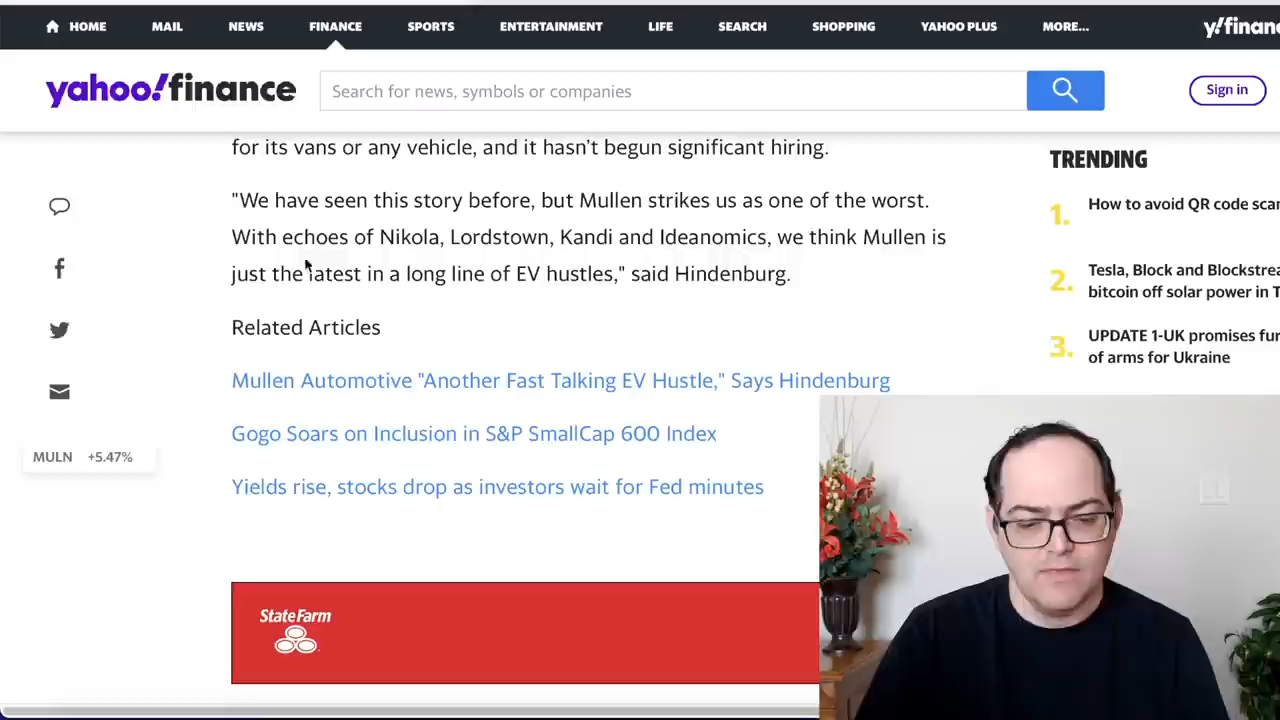 HOME MAIL NEWS FINANCE SPORTS ENTERTAINMENT LIFE SEARCH SHOPPING YAHOO PLUS MORE... y!finan
yahoo!finance Search for news, symbols or companies Sign in
for its vans or any vehicle, and it hasn't begun significant hiring.
"We have seen this story before, but Mullen strikes us as one of the worst.
With echoes of Nikola, Lordstown, Kandi and Ideanomics, we think Mullen is
just the latest in a long line of EV hustles," said Hindenburg.
Related Articles
Mullen Automotive "Another Fast Talking EV Hustle," Says Hindenburg
Gogo Soars on Inclusion in S&P SmallCap 600 Index
Yields rise, stocks drop as investors wait for Fed minutes
MULN +5.47%
TRENDING
1. How to avoid QR code scan
2. Tesla, Block and Blockstrea
bitcoin off solar power in T
3. UPDATE 1-UK promises fur
of arms for Ukraine
StateFarm